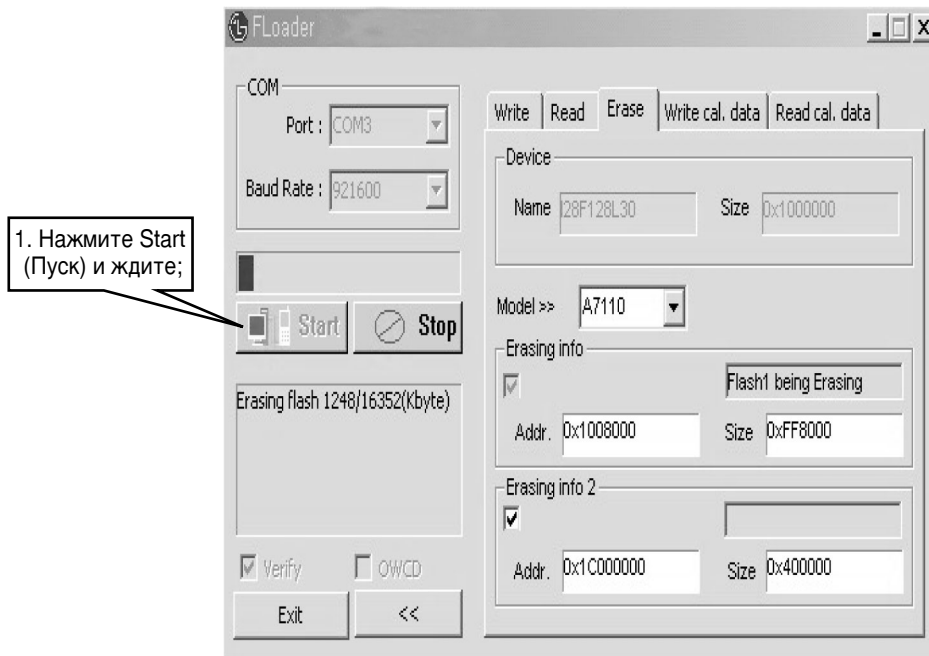 FLoader
COM
Port : COM3
Baud Rate : 921600
1. Нажмите Start
(Пуск) и ждите;
Start
Stop
Erasing flash 1248/16352(Kbyte)
Verify
OWCD
Exit
<<
Write
Read
Erase
Write cal. data
Read cal. data
Device
Name I28F128L30
Size 0x1000000
Model >> A7110
Erasing info
Flash1 being Erasing
Addr. 0x1008000
Size 0xFF8000
Erasing info 2
Addr. 0x1C000000
Size 0x400000